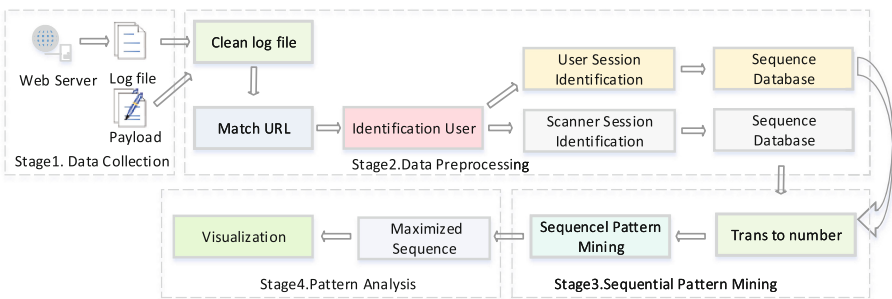 Web Server
Log file
Payload
Stage1. Data Collection
Clean log file
Match URL
Identification User
User Session
Identification
Sequence
Database
Scanner Session
Identification
Sequence
Database
Stage2.Data Preprocessing
Visualization
Maximized
Sequence
Sequencel Pattern
Mining
Trans to number
Stage4.Pattern Analysis
Stage3.Sequential Pattern Mining